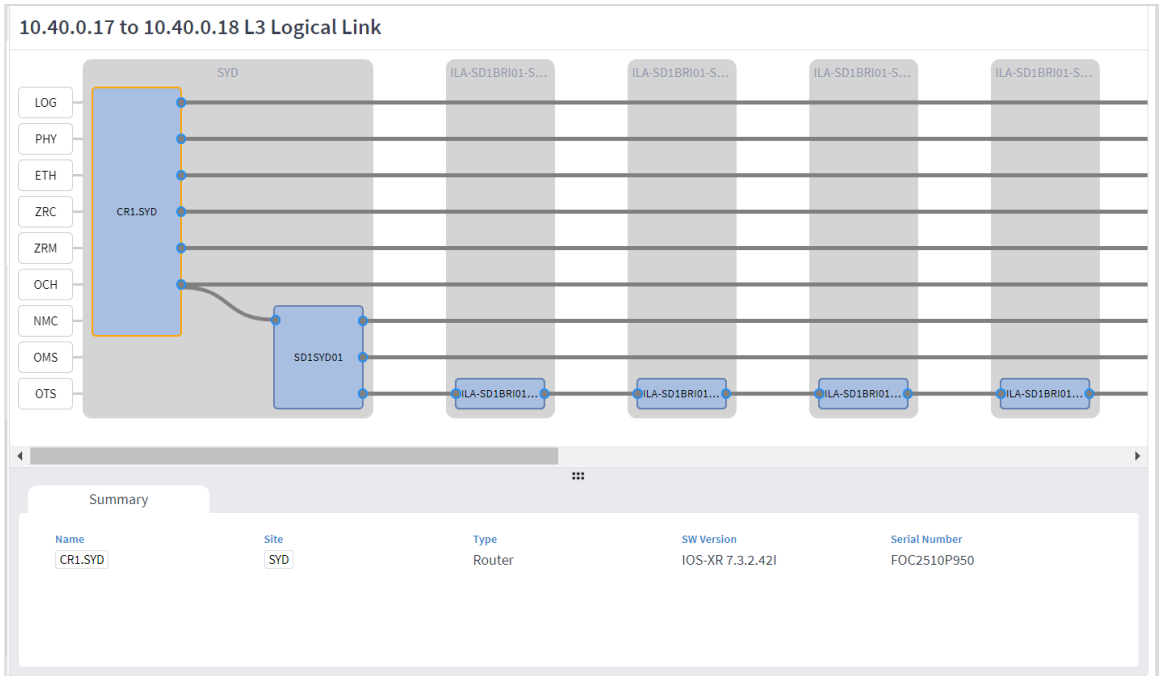 10.40.0.17 to 10.40.0.18 L3 Logical Link
SYD
ILA-SD1BRI01-S...
ILA-SD1BRI01-S...
ILA-SD1BRI01-S...
ILA-SD1BRI01-S...
LOG
PHY
ETH
ZRC
CR1.SYD
ZRM
OCH
NMC
OMS
SD1SYD01
OTS
ILA-SD1BRI01...
ILA-SD1BRI01...
ILA-SD1BRI01...
ILA-SD1BRI01...
Summary
Name
Site
Type
SW Version
Serial Number
CR1.SYD
SYD
Router
IOS-XR 7.3.2.42I
FOC2510P950